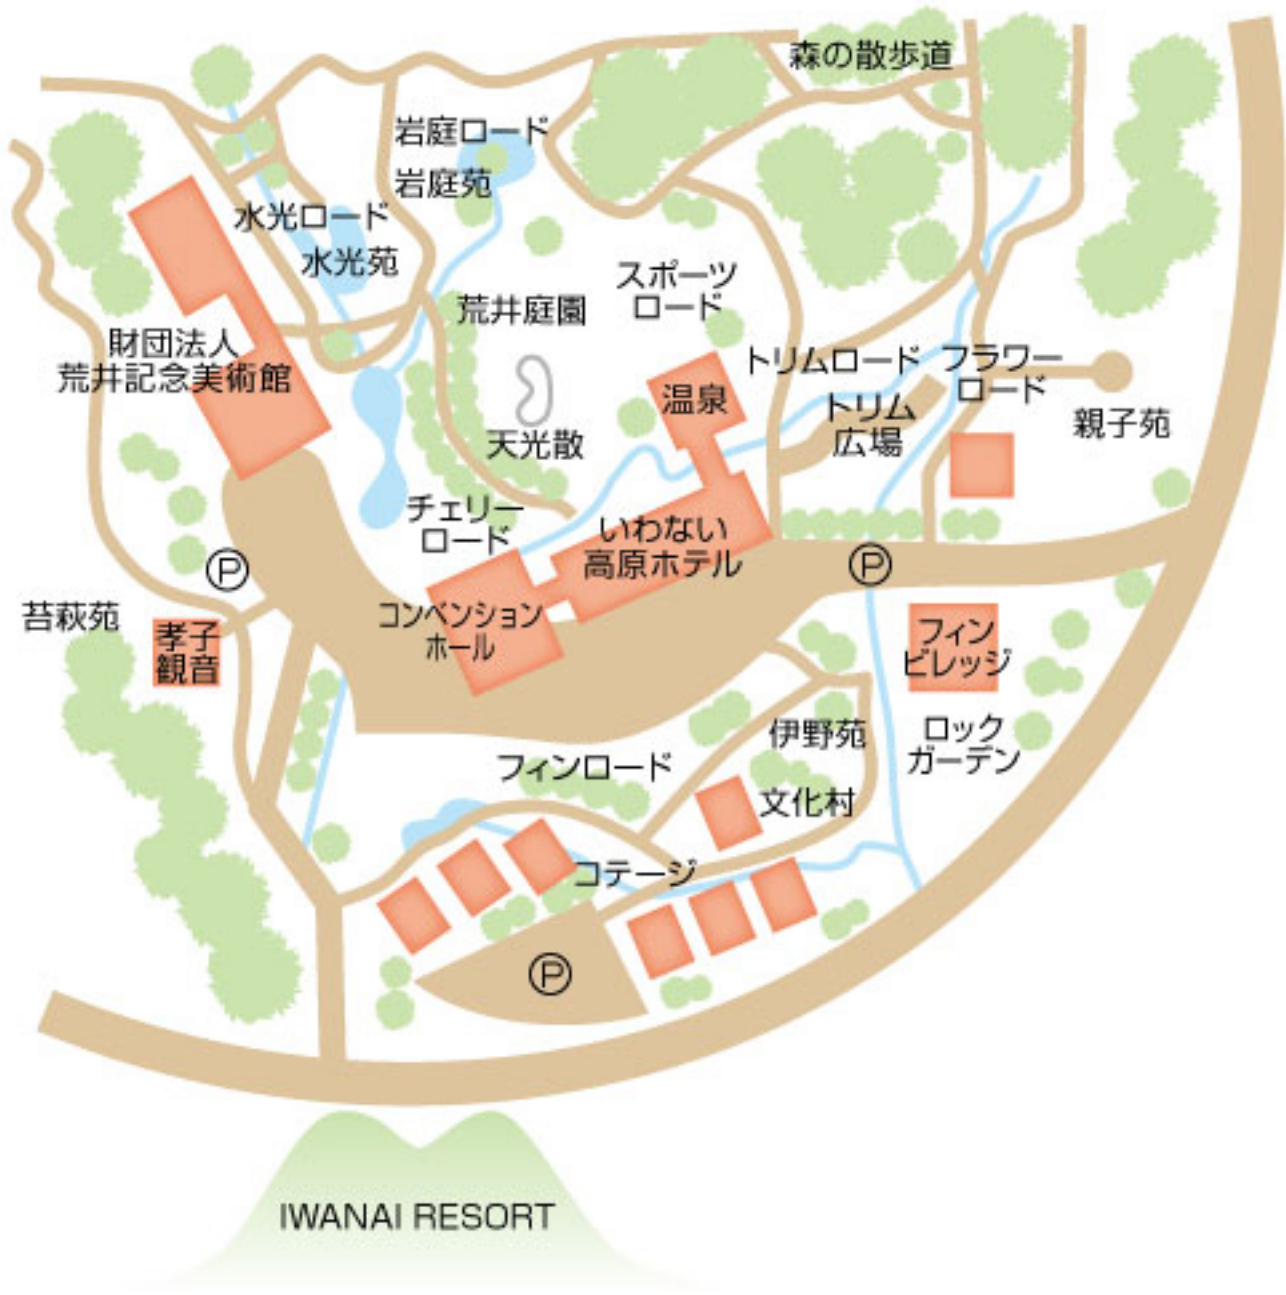 森の散歩道
岩庭ロード
岩庭苑
水光ロード
水光苑
スポーツ
ロード
荒井庭園
財団法人
荒井記念美術館
トリムロード
フラワー
ロード
温泉
トリム
広場
親子苑
天光散
チェリー
ロード
いわない
高原ホテル
P
P
苔萩苑
孝子
観音
コンベンション
ホール
フィン
ビレッジ
伊野苑
ロック
ガーデン
フィンロード
文化村
コテージ
P
IWANAI RESORT